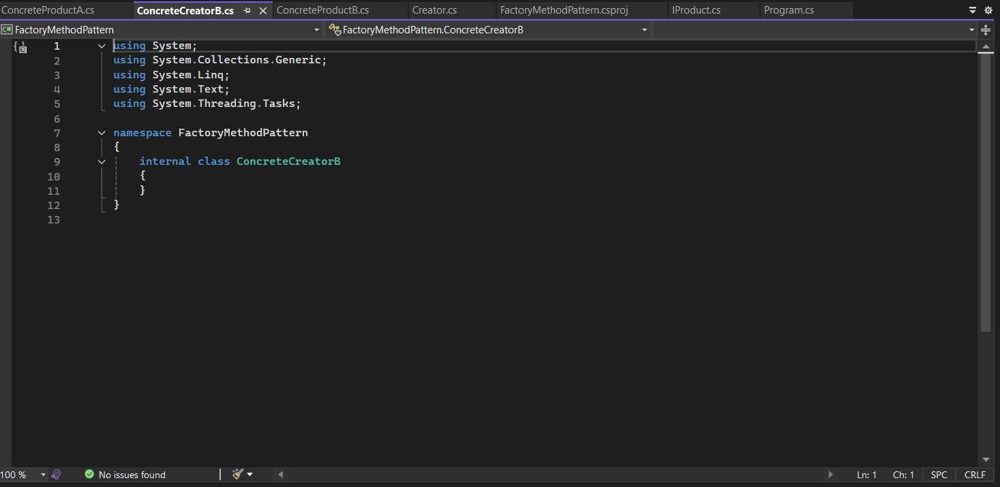 ConcreteProductA.cs ConcreteCreatorB.cs ConcreteProductB.cs Creator.cs FactoryMethodPattern.csproj IProduct.cs Program.cs
C# FactoryMethodPattern FactoryMethodPattern.ConcreteCreatorB
1 using System;
2 using System.Collections.Generic;
3 using System.Linq;
4 using System.Text;
5 using System.Threading.Tasks;
6
7 namespace FactoryMethodPattern
8 {
9 internal class ConcreteCreatorB
10 {
11 }
12 }
13
100 % No issues found Ln: 1 Ch: 1 SPC CRLF